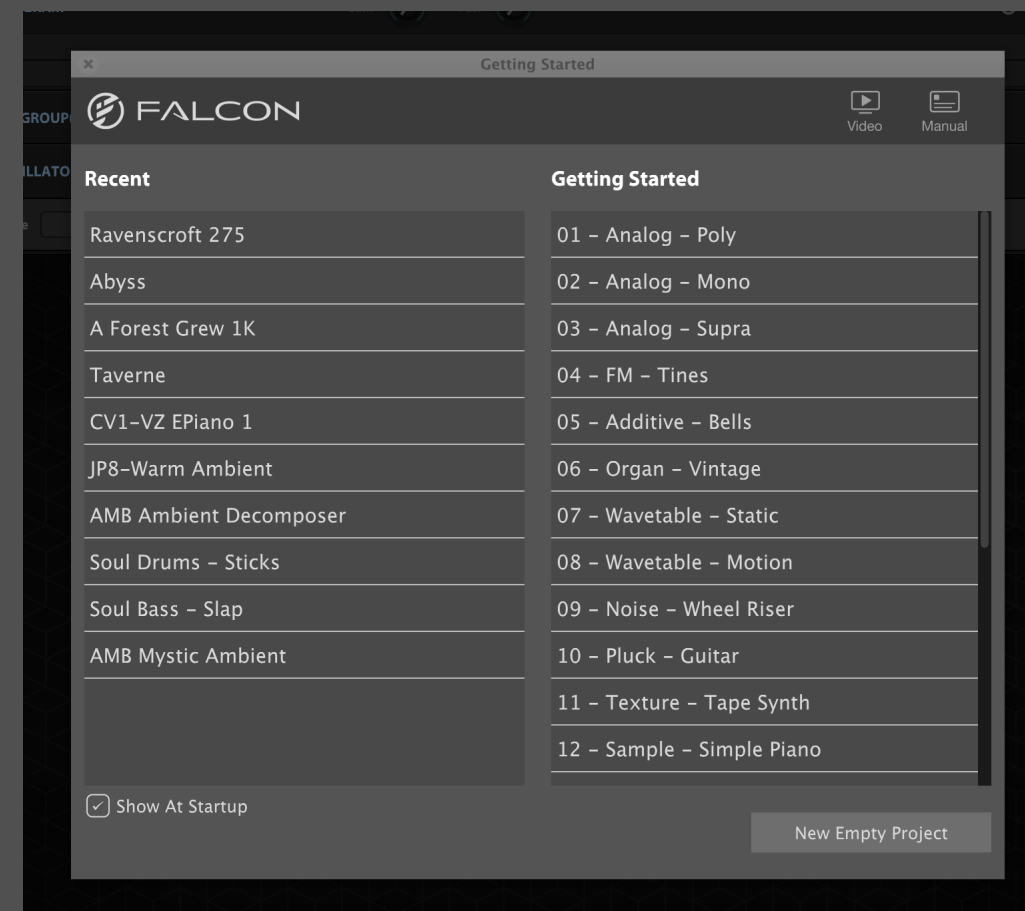 Getting Started
FALCON
Video
Manual
GROUP
ILLATO
Recent
Getting Started
Ravenscroft 275
Abyss
A Forest Grew 1K
Taverne
CV1-VZ EPiano 1
JP8-Warm Ambient
AMB Ambient Decomposer
Soul Drums – Sticks
Soul Bass – Slap
AMB Mystic Ambient
01 – Analog – Poly
02 – Analog – Mono
03 – Analog – Supra
04 – FM – Tines
05 – Additive – Bells
06 – Organ – Vintage
07 – Wavetable – Static
08 – Wavetable – Motion
09 – Noise – Wheel Riser
10 – Pluck – Guitar
11 – Texture – Tape Synth
12 – Sample – Simple Piano
Show At Startup
New Empty Project